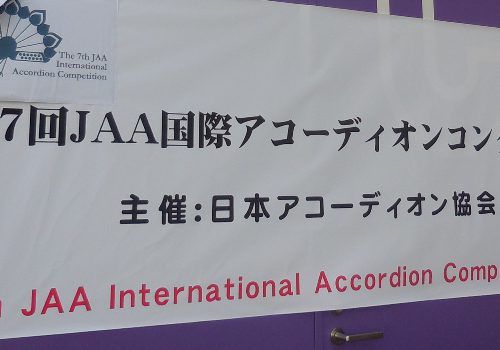 The 7th JAA
International
Accordion Competition
7回JAA国際アコーディオンコン
主催:日本アコーディオン協会
JAA International Accordion Comp